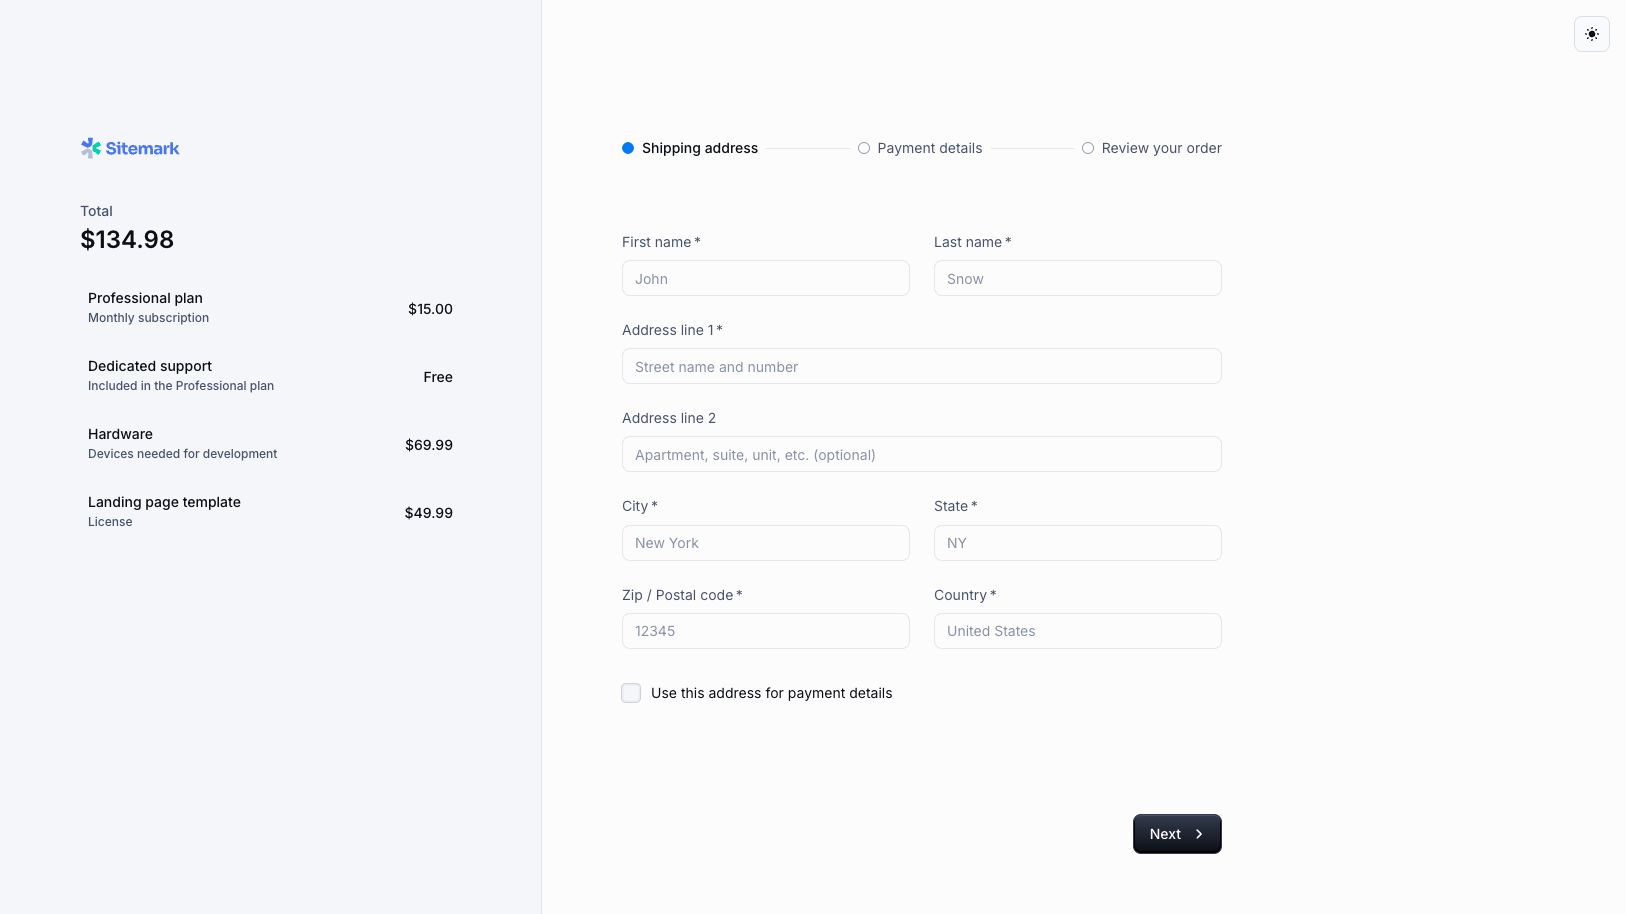 Sitemark
Total
$134.98
Professional plan
Monthly subscription
$15.00
Dedicated support
Included in the Professional plan
Free
Hardware
Devices needed for development
$69.99
Landing page template
License
$49.99
Shipping address
Payment details
Review your order
First name *
Last name *
John
Snow
Address line 1 *
Street name and number
Address line 2
Apartment, suite, unit, etc. (optional)
City *
State *
New York
NY
Zip / Postal code *
Country *
12345
United States
Use this address for payment details
Next